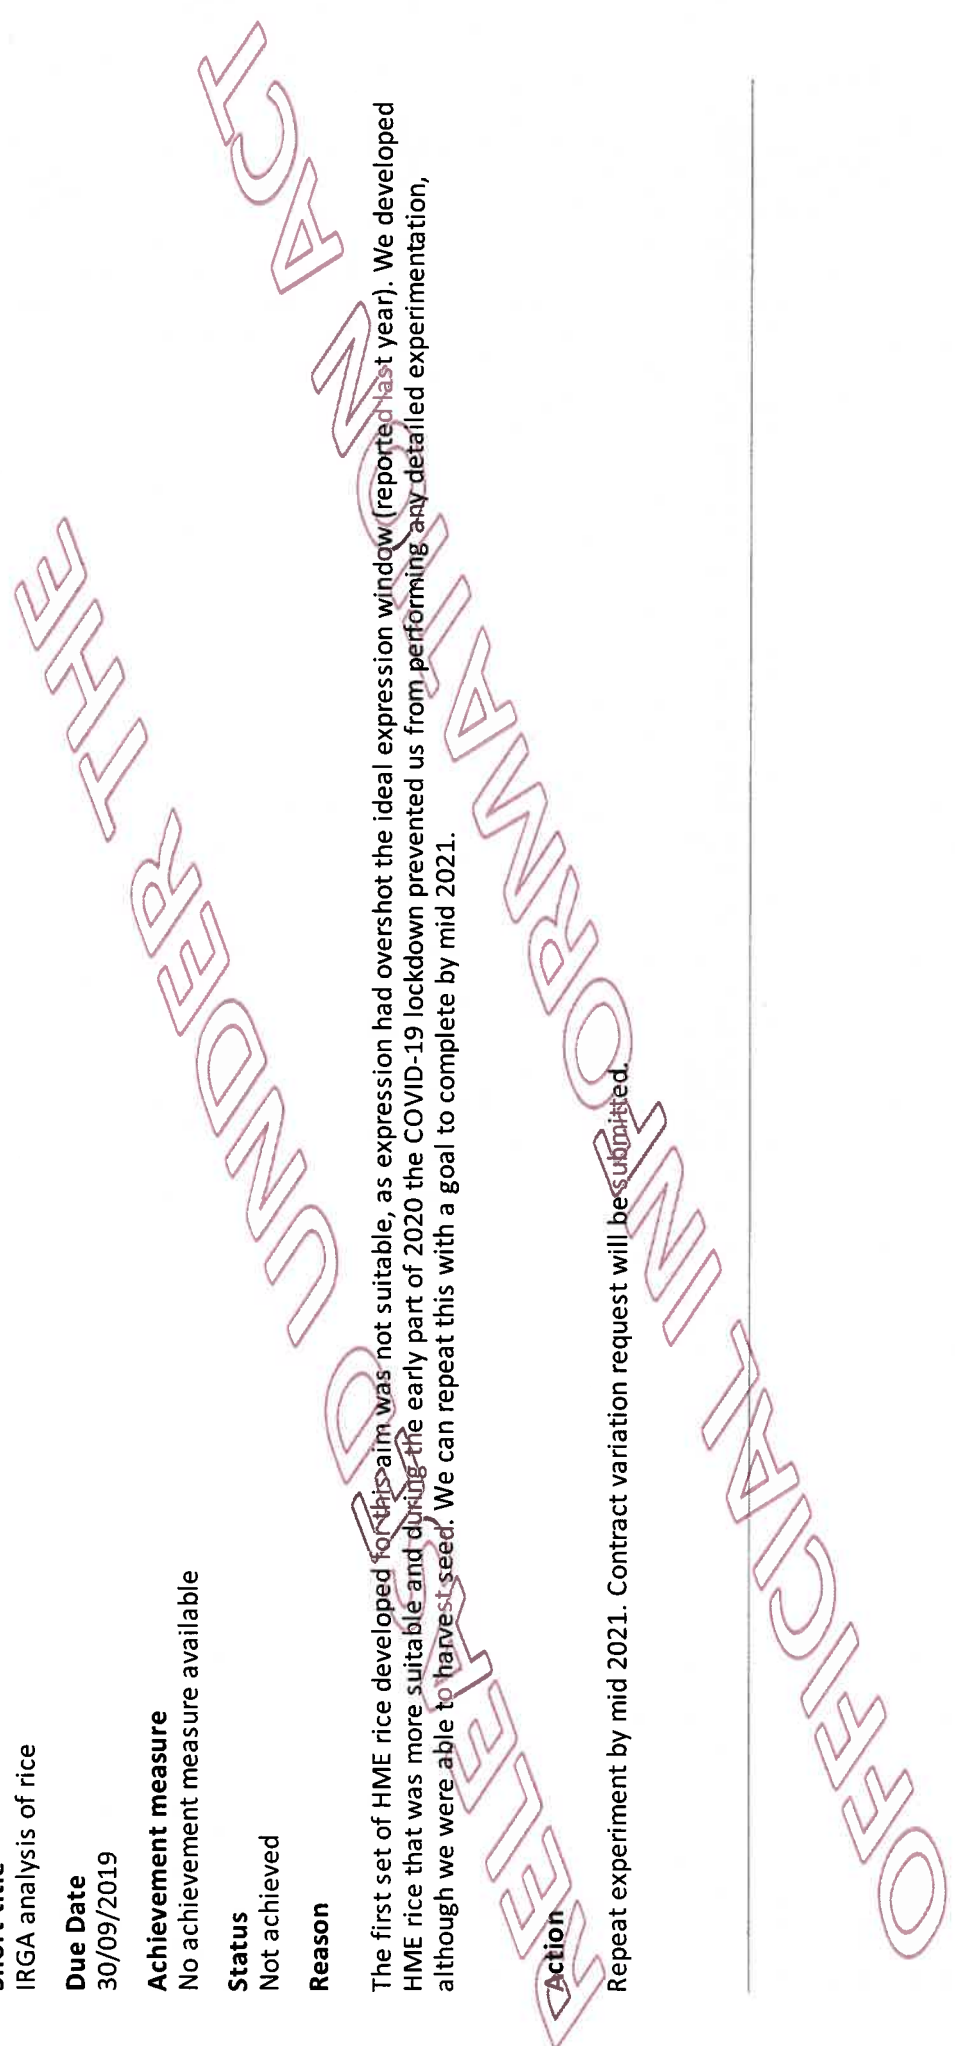 Short title
IRGA analysis of rice
Due Date
30/09/2019
Achievement measure
No achievement measure available
Status
Not achieved
Reason
The first set of HME rice developed for this aim was not suitable, as expression had overshot the ideal expression window (reported last year). We developed
HME rice that was more suitable and during the early part of 2020 the COVID-19 lockdown prevented us from performing any detailed experimentation,
although we were able to harvest seed. We can repeat this with a goal to complete by mid 2021.
Action
Repeat experiment by mid 2021. Contract variation request will be submitted.
RELEASED UNDER THE
OFFICIAL INFORMATION ACT